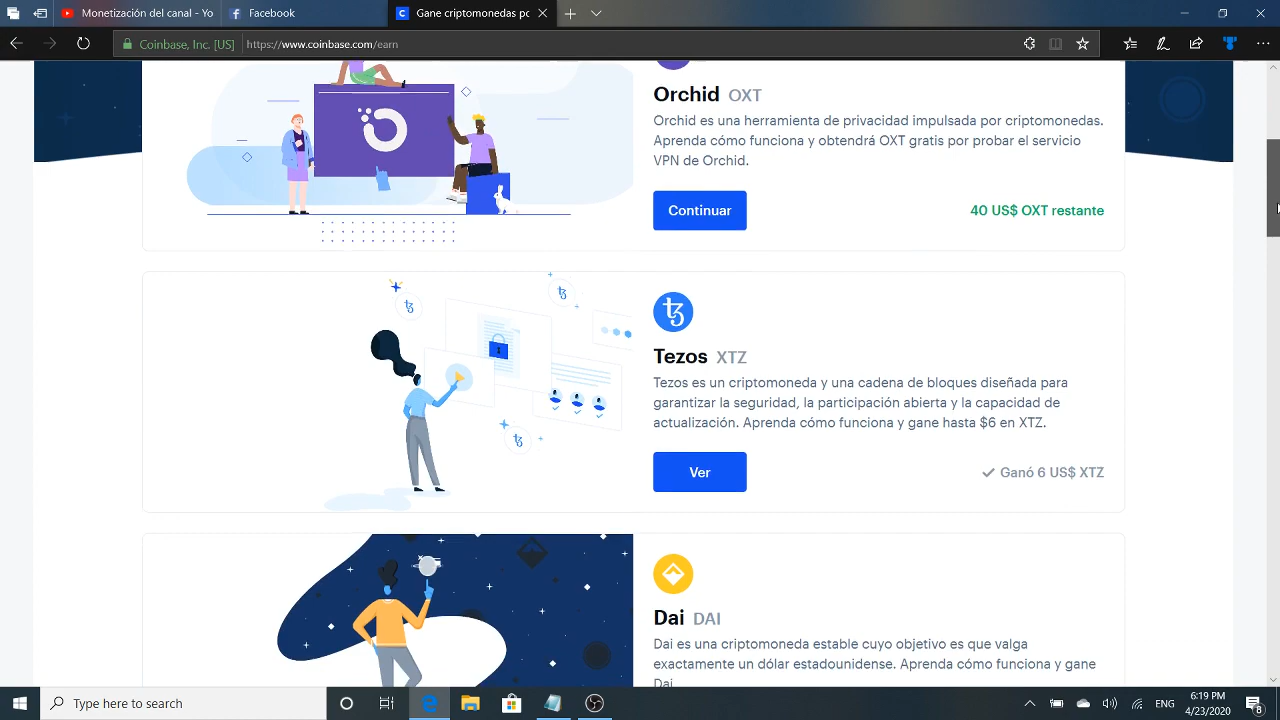 Monetización del canal - Yo
Facebook
Gane criptomonedas po
Coinbase, Inc. [US]
https://www.coinbase.com/earn
Orchid OXT
Orchid es una herramienta de privacidad impulsada por criptomonedas.
Aprenda cómo funciona y obtendrá OXT gratis por probar el servicio
VPN de Orchid.
Continuar
40 US$ OXT restante
Tezos XTZ
Tezos es un criptomoneda y una cadena de bloques diseñada para
garantizar la seguridad, la participación abierta y la capacidad de
actualización. Aprenda cómo funciona y gane hasta $6 en XTZ.
Ver
Ganó 6 US$ XTZ
Dai DAI
Dai es una criptomoneda estable cuyo objetivo es que valga
exactamente un dólar estadounidense. Aprenda cómo funciona y gane
Dai
Type here to search
ENG
6:19 PM
4/23/2020
8